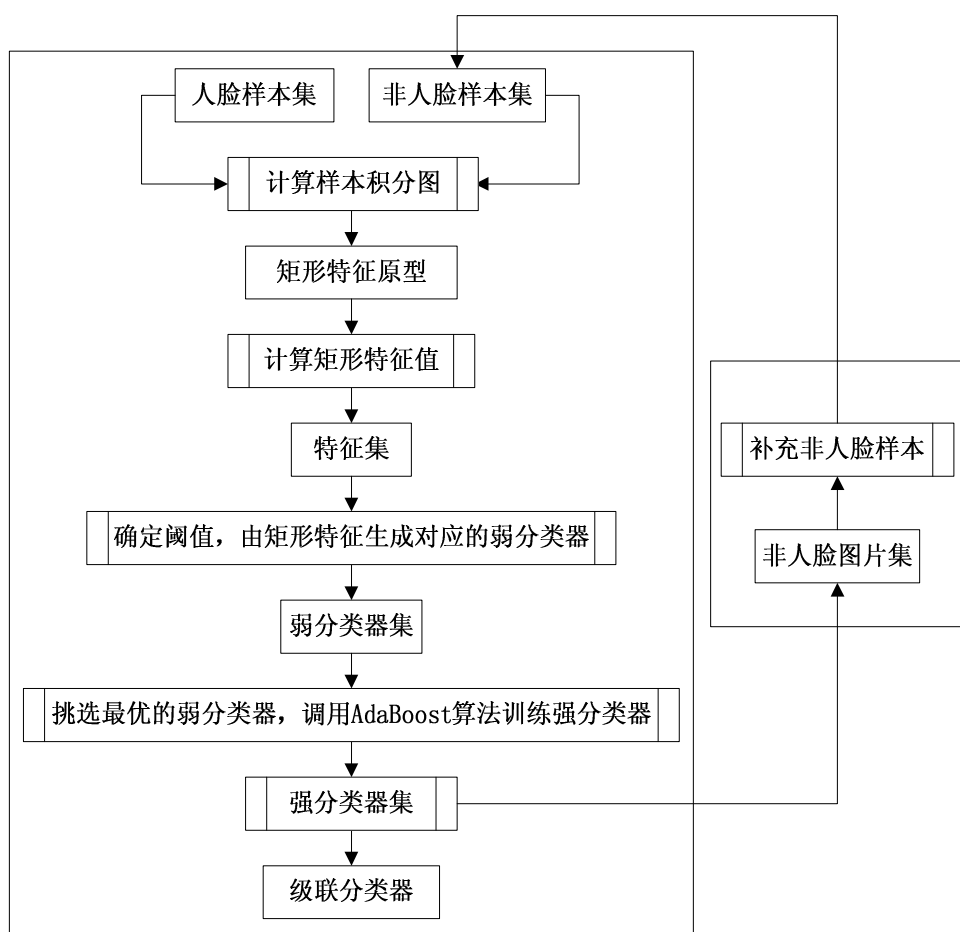 人脸样本集
非人脸样本集
计算样本积分图
矩形特征原型
计算矩形特征值
特征集
确定阈值，由矩形特征生成对应的弱分类器
弱分类器集
挑选最优的弱分类器，调用AdaBoost算法训练强分类器
强分类器集
级联分类器
补充非人脸样本
非人脸图片集